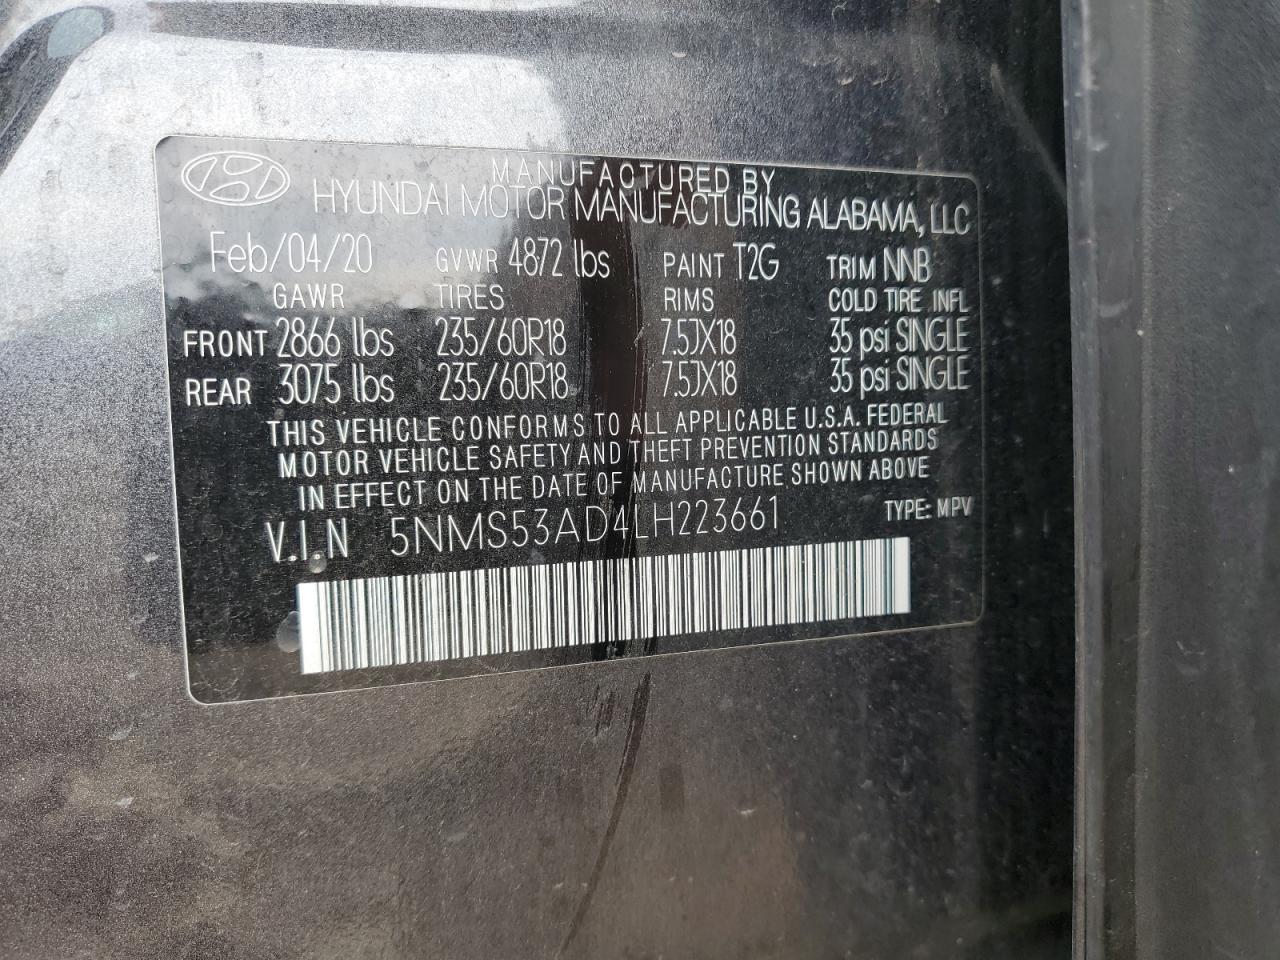 MANUFACTURED BY
HYUNDAI MOTOR MANUFACTURING ALABAMA, LLC
Feb/04/20 GVWR 4872 lbs PAINT T2G TRIM NNB
GAWR TIRES RIMS COLD TIRE INFL
FRONT 2866 lbs 235/60R18 7.5JX18 35 psi SINGLE
REAR 3075 lbs 235/60R18 7.5JX18 35 psi SINGLE
THIS VEHICLE CONFORMS TO ALL APPLICABLE U.S.A. FEDERAL
MOTOR VEHICLE SAFETY AND THEFT PREVENTION STANDARDS
IN EFFECT ON THE DATE OF MANUFACTURE SHOWN ABOVE
V.I.N 5NMS53AD4LH223661 TYPE: MPV